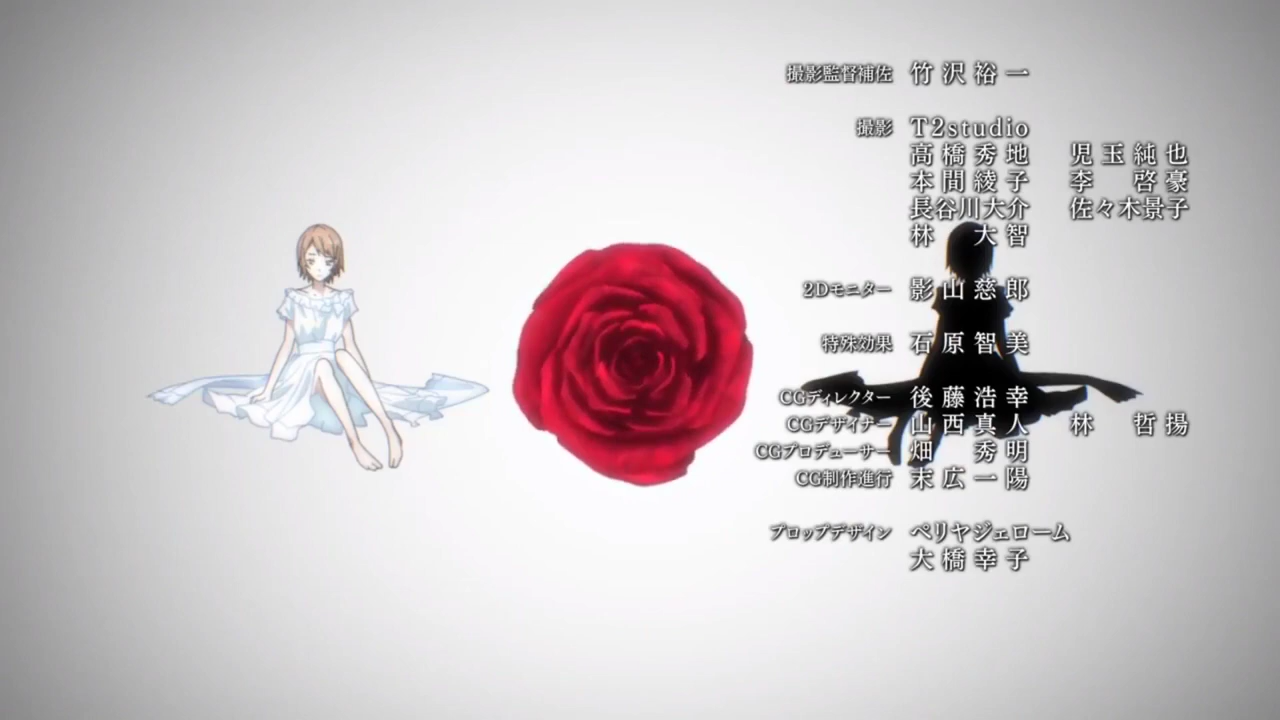 撮影監督補佐 竹沢裕一
撮影 T2studio
高橋秀地 児玉純也
本間綾子 李 啓豪
長谷川大介 佐々木景子
林 大智
2Dモニター 影山慈郎
特殊効果 石原智美
CGディレクター 後藤浩幸
CGデザイナー 山西真人 林 哲揚
CGプロデューサー 畑 秀明
CG制作進行 末広一陽
プロップデザイン ペリヤジェローム
大橋幸子